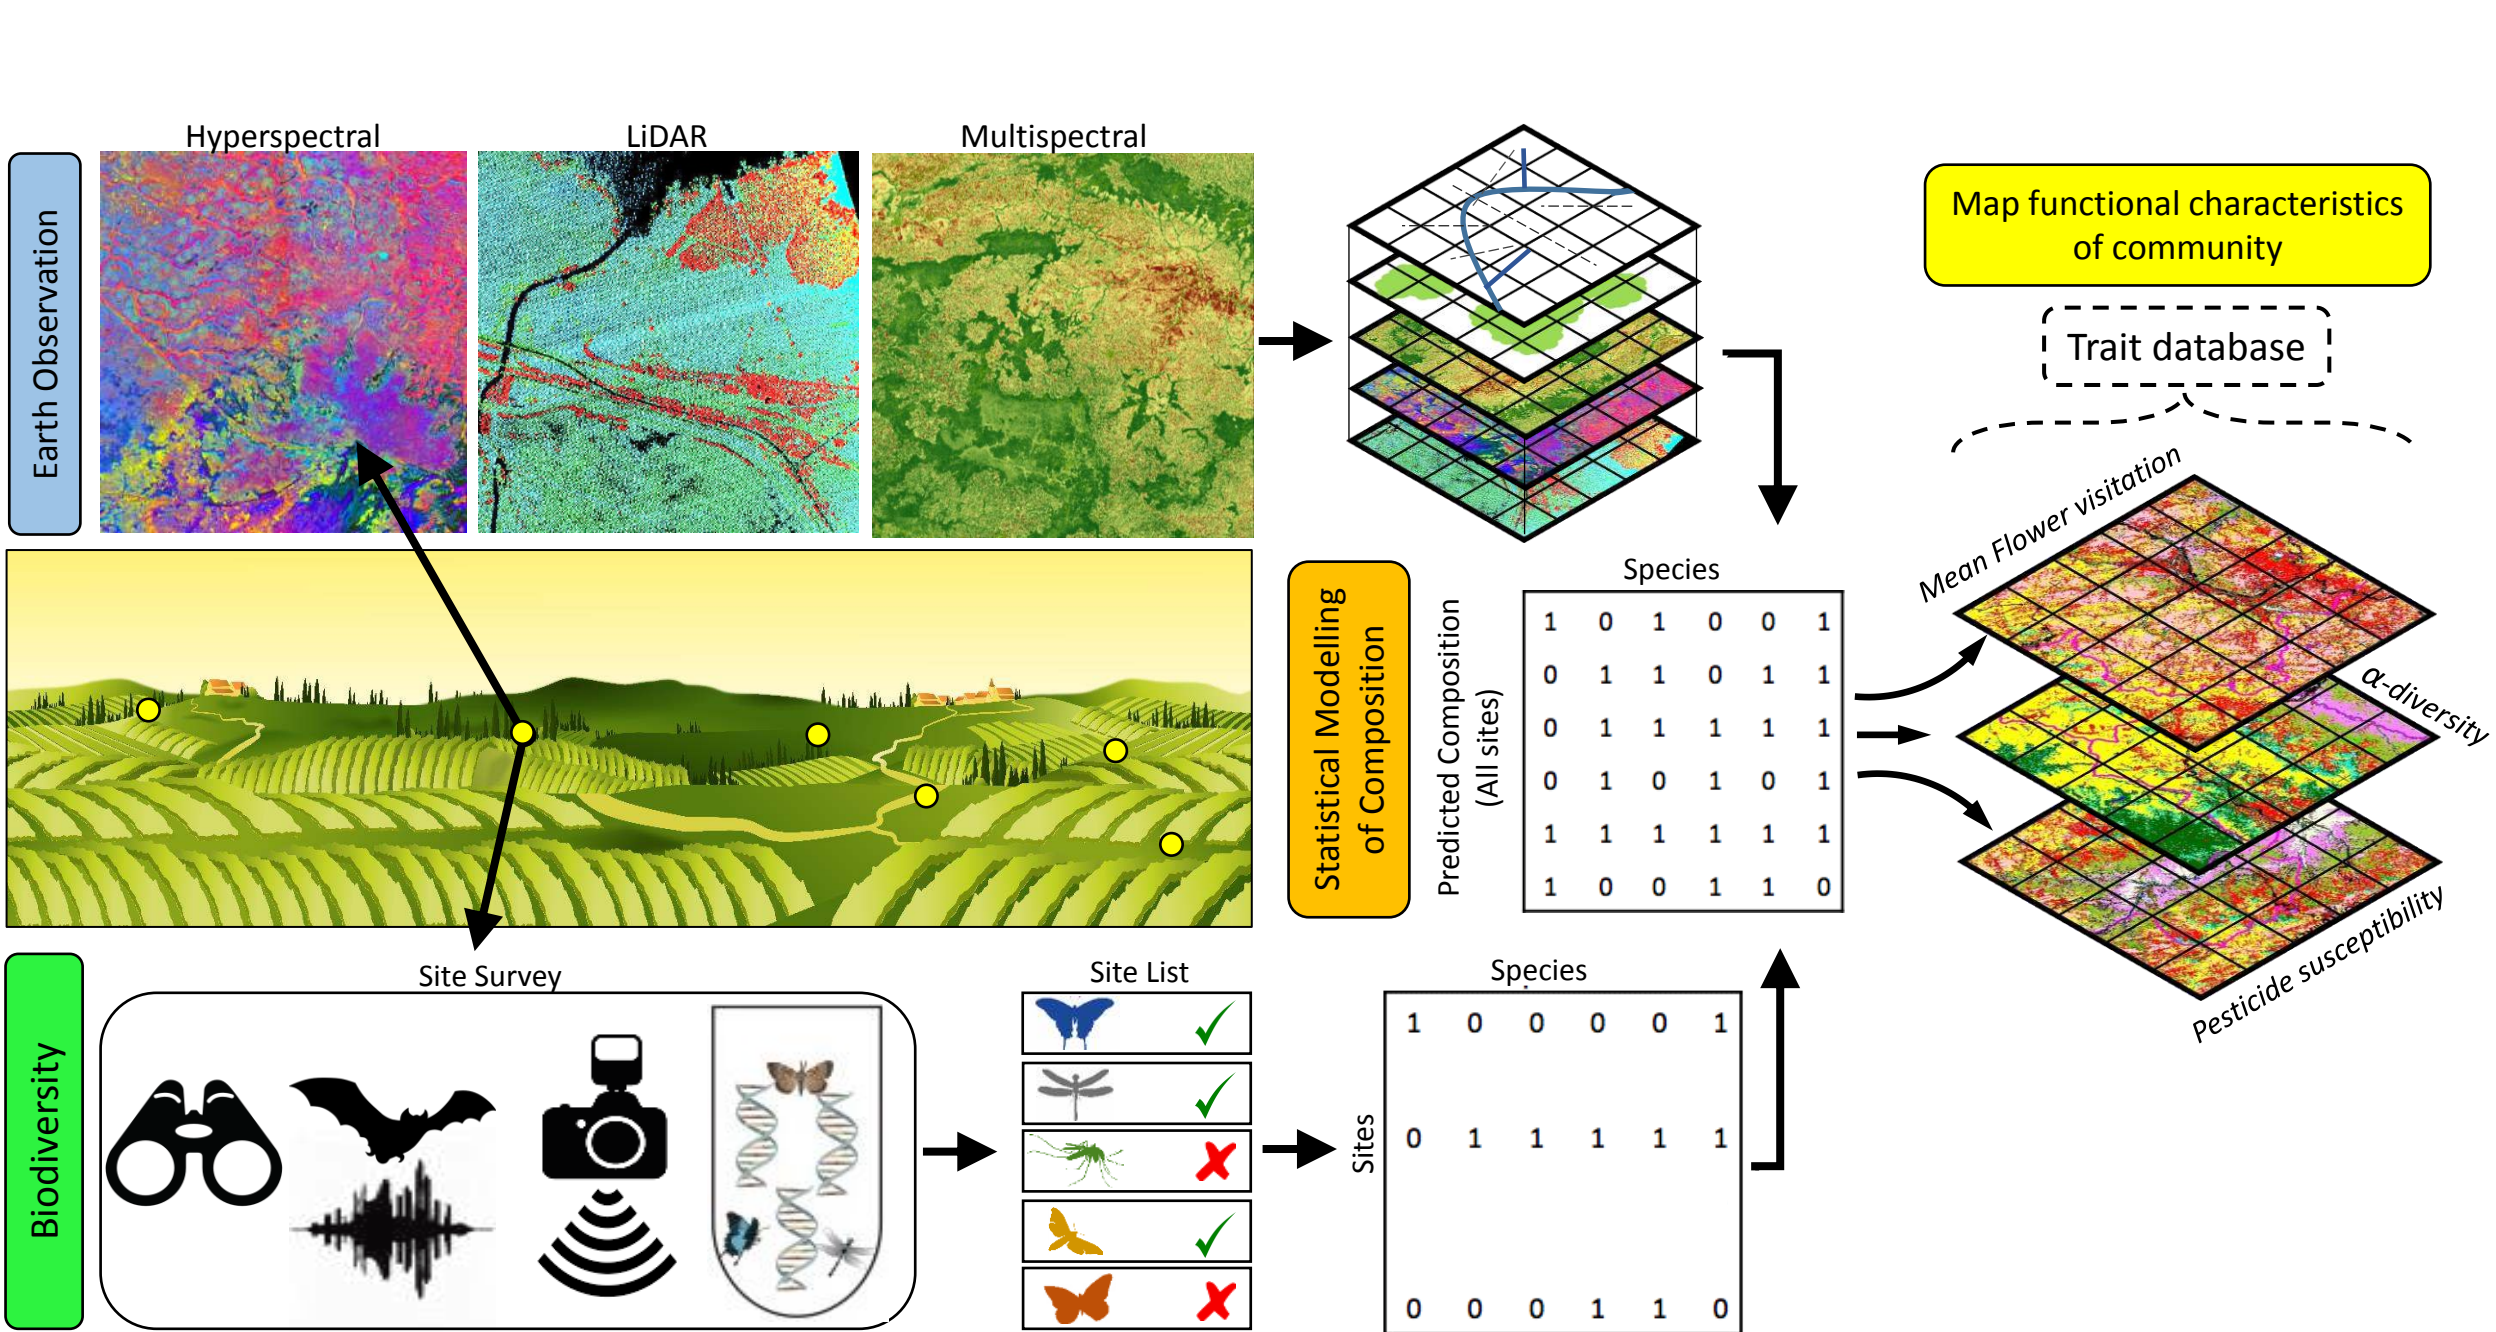 Hyperspectral
LiDAR
Multispectral
Earth Observation
Map functional characteristics
of community
Trait database
Mean Flower visitation
α-diversity
Pesticide susceptibility
Statistical Modelling
of Composition
Predicted Composition
(All sites)
Species
1 0 1 0 0 1
0 1 1 0 1 1
0 1 1 1 1 1
0 1 0 1 0 1
1 1 1 1 1 1
1 0 0 1 1 0
Biodiversity
Site Survey
Site List
Species
Sites
1 0 0 0 0 1
0 1 1 1 1 1
0 0 0 1 1 0